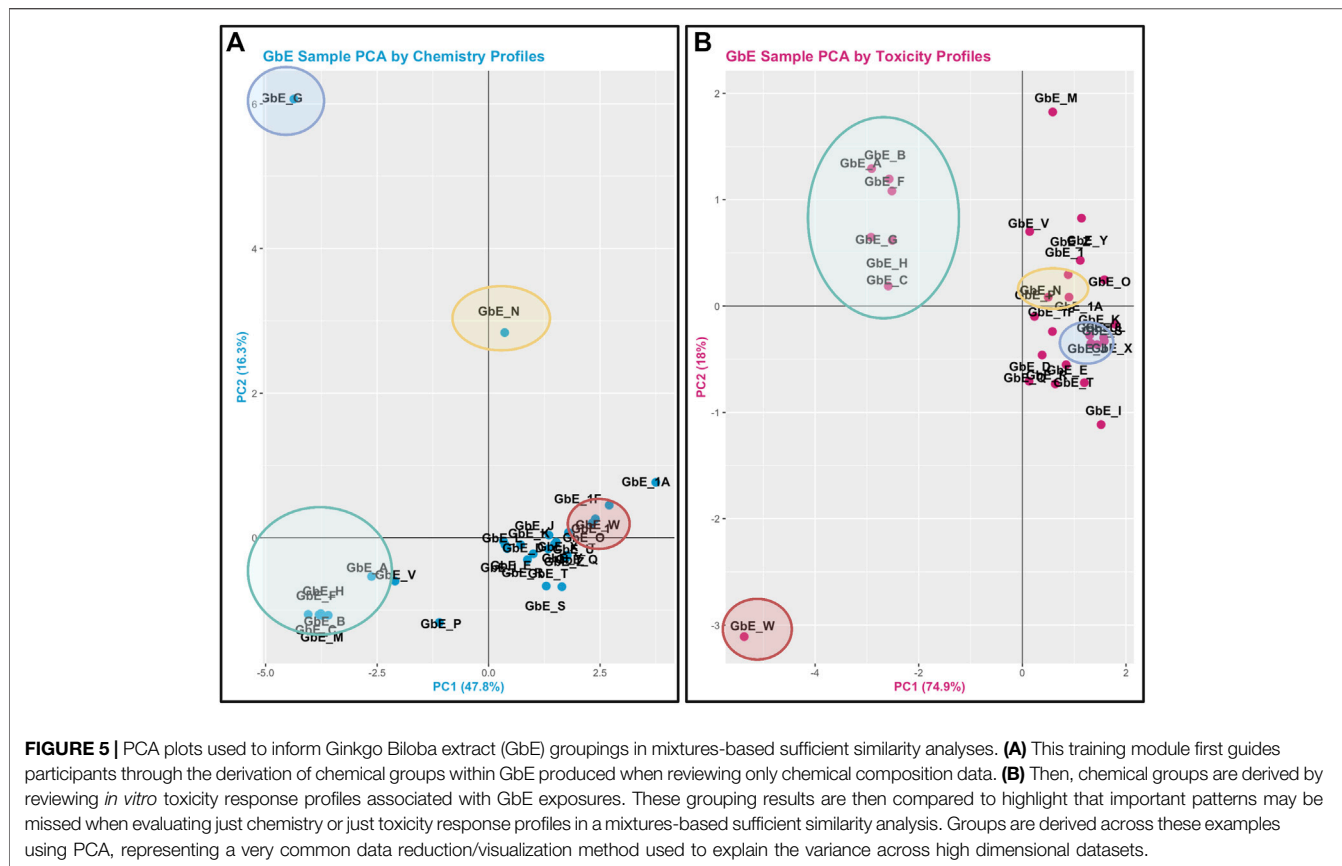 A
GbE Sample PCA by Chemistry Profiles
GbE_G
6
GbE_N
4
2
GbE_1A
GbE_1F
GbE_W
GbE_J
GbE_K
GbE_O
0
GbE_A
GbE_V
GbE_Q
GbE_T
GbE_H
GbE_F
GbE_S
GbE_B
GbE_C
GbE_P
GbE_M
-5.0
-2.5
0.0
2.5
PC1 (47.8%)
PC2 (16.3%)
B
GbE Sample PCA by Toxicity Profiles
2
GbE_M
GbE_B
GbE_A
GbE_F
1
GbE_V
GbE_Y
GbE_1
GbE_G
GbE_H
GbE_C
GbE_O
GbE_N
0
GbE_1A
GbE_1F
GbE_K
GbE_X
GbE_D
GbE_E
GbE_T
-1
GbE_I
-2
-3
GbE_W
-4
-2
0
2
PC1 (74.9%)
PC2 (18%)
FIGURE 5 | PCA plots used to inform Ginkgo Biloba extract (GbE) groupings in mixtures-based sufficient similarity analyses. (A) This training module first guides
participants through the derivation of chemical groups within GbE produced when reviewing only chemical composition data. (B) Then, chemical groups are derived by
reviewing in vitro toxicity response profiles associated with GbE exposures. These grouping results are then compared to highlight that important patterns may be
missed when evaluating just chemistry or just toxicity response profiles in a mixtures-based sufficient similarity analysis. Groups are derived across these examples
using PCA, representing a very common data reduction/visualization method used to explain the variance across high dimensional datasets.